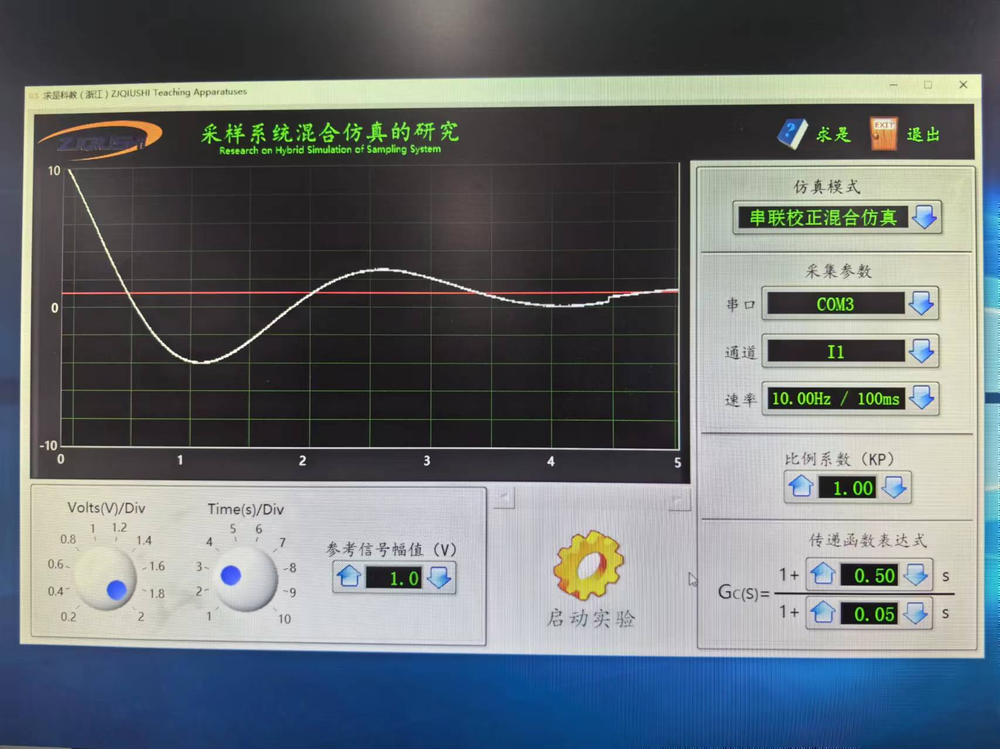 求是科教（浙江）ZJQIUSHI Teaching Apparatuses
ZJQIUSHI
采样系统混合仿真的研究
Research on Hybrid Simulation of Sampling System
求是
EXIT
退出
10
0
-10
0 1 2 3 4 5
仿真模式
串联校正混合仿真
采集参数
串口 COM3
通道 I1
速率 10.00Hz / 100ms
比例系数（KP）
1.00
传递函数表达式
GC(S)=
1+ 0.50 s
1+ 0.05 s
Volts(V)/Div
0.2 0.4 0.6 0.8 1 1.2 1.4 1.6 1.8 2
Time(s)/Div
1 2 3 4 5 6 7 8 9 10
参考信号幅值（V）
1.0
启动实验